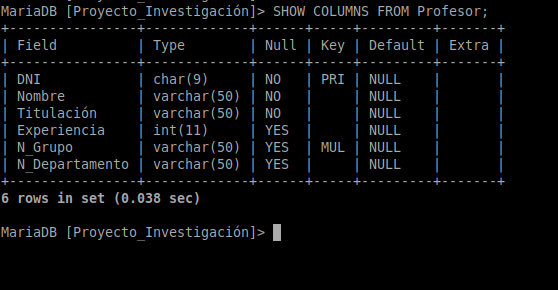 MariaDB [Proyecto_Investigación]> SHOW COLUMNS FROM Profesor;
+----------------+-------------+------+-----+---------+-------+
| Field          | Type        | Null | Key | Default | Extra |
+----------------+-------------+------+-----+---------+-------+
| DNI            | char(9)     | NO   | PRI | NULL    |       |
| Nombre         | varchar(50) | NO   |     | NULL    |       |
| Titulación     | varchar(50) | NO   |     | NULL    |       |
| Experiencia    | int(11)     | YES  |     | NULL    |       |
| N_Grupo        | varchar(50) | YES  | MUL | NULL    |       |
| N_Departamento | varchar(50) | YES  |     | NULL    |       |
+----------------+-------------+------+-----+---------+-------+
6 rows in set (0.038 sec)
MariaDB [Proyecto_Investigación]>